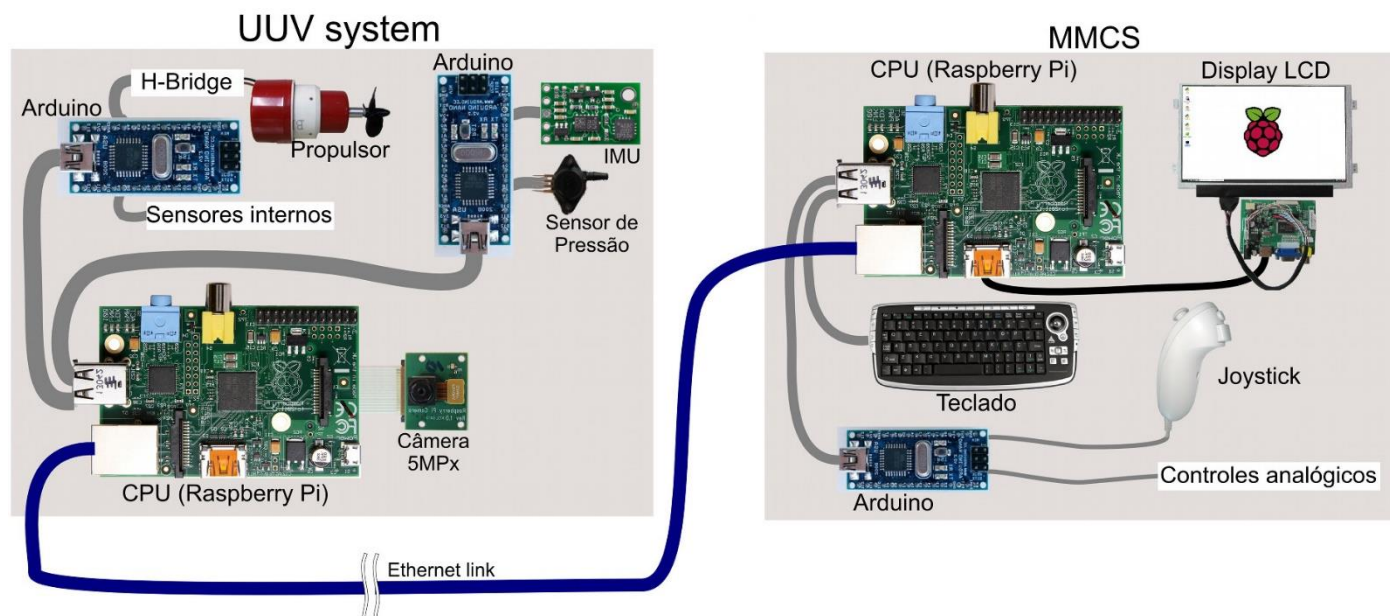 UUV system
MMCS
Arduino
H-Bridge
Propulsor
Sensores internos
Arduino
IMU
Sensor de
Pressão
CPU (Raspberry Pi)
Câmera
5MPx
Ethernet link
CPU (Raspberry Pi)
Display LCD
Teclado
Joystick
Arduino
Controles analógicos